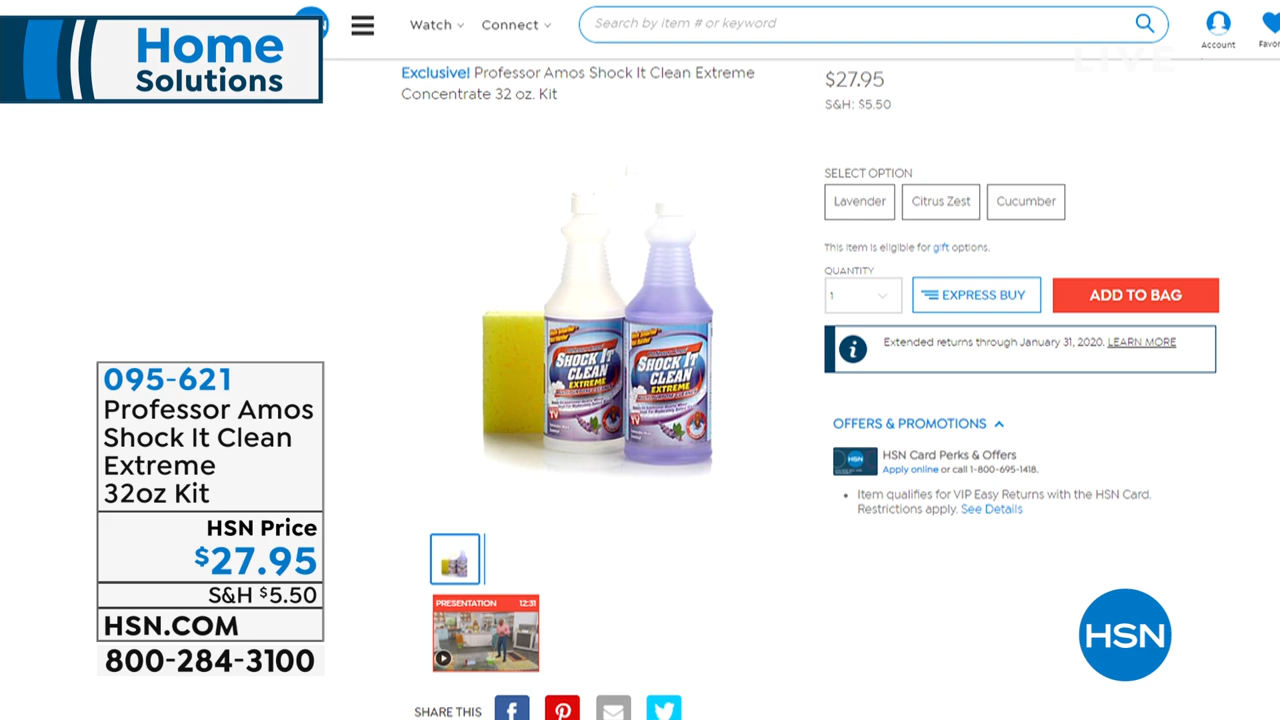 Home
Solutions
Watch
Connect
Search by item # or keyword
Account
LIVE
Exclusive! Professor Amos Shock It Clean Extreme
Concentrate 32 oz. Kit
$27.95
S&H: $5.50
SELECT OPTION
Lavender
Citrus Zest
Cucumber
This item is eligible for gift options.
QUANTITY
1
EXPRESS BUY
ADD TO BAG
Extended returns through January 31, 2020. LEARN MORE
SHOCK IT
CLEAN
EXTREME
TV
SHOCK IT
CLEAN
EXTREME
TV
095-621
Professor Amos
Shock It Clean
Extreme
32oz Kit
HSN Price
$27.95
S&H $5.50
HSN.COM
800-284-3100
OFFERS & PROMOTIONS
HSN
HSN Card Perks & Offers
Apply online or call 1-800-695-1418.
• Item qualifies for VIP Easy Returns with the HSN Card.
Restrictions apply. See Details
PRESENTATION 12:31
HSN
SHARE THIS